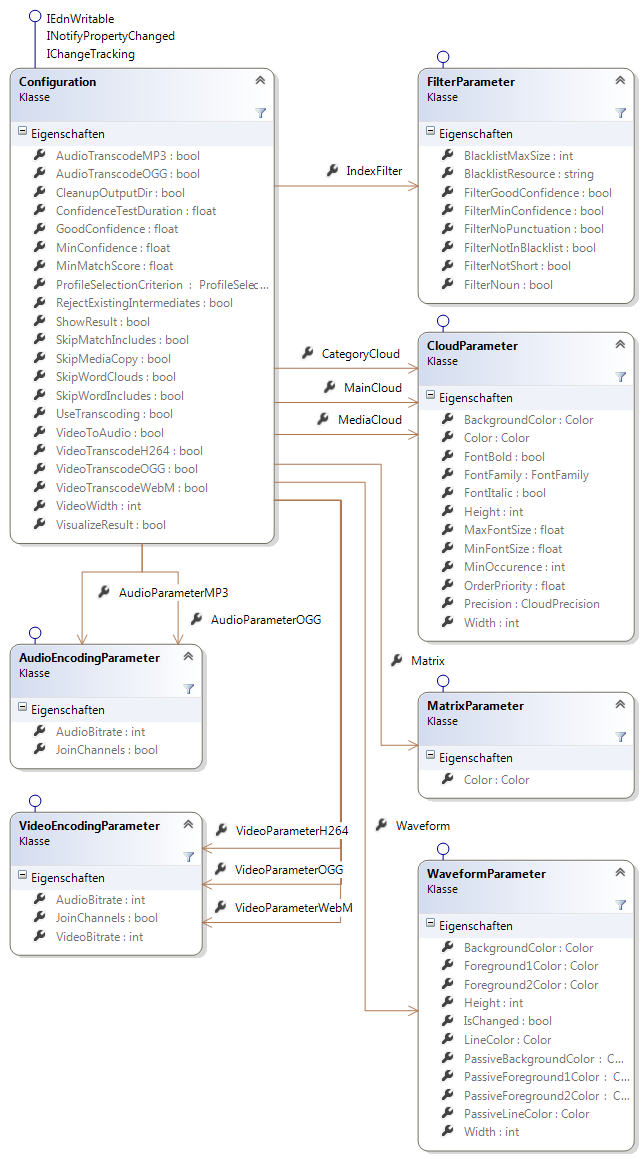 IEdnWritable
INotifyPropertyChanged
IChangeTracking
Configuration
Klasse
Eigenschaften
AudioTranscodeMP3 : bool
AudioTranscodeOGG : bool
CleanupOutputDir : bool
ConfidenceTestDuration : float
GoodConfidence : float
MinConfidence : float
MinMatchScore : float
ProfileSelectionCriterion : ProfileSelec...
RejectExistingIntermediates : bool
ShowResult : bool
SkipMatchIncludes : bool
SkipMediaCopy : bool
SkipWordClouds : bool
SkipWordIncludes : bool
UseTranscoding : bool
VideoToAudio : bool
VideoTranscodeH264 : bool
VideoTranscodeOGG : bool
VideoTranscodeWebM : bool
VideoWidth : int
VisualizeResult : bool
IndexFilter
FilterParameter
Klasse
Eigenschaften
BlacklistMaxSize : int
BlacklistResource : string
FilterGoodConfidence : bool
FilterMinConfidence : bool
FilterNoPunctuation : bool
FilterNotInBlacklist : bool
FilterNotShort : bool
FilterNoun : bool
CategoryCloud
MainCloud
MediaCloud
CloudParameter
Klasse
Eigenschaften
BackgroundColor : Color
Color : Color
FontBold : bool
FontFamily : FontFamily
FontItalic : bool
Height : int
MaxFontSize : float
MinFontSize : float
MinOccurence : int
OrderPriority : float
Precision : CloudPrecision
Width : int
AudioParameterMP3
AudioParameterOGG
AudioEncodingParameter
Klasse
Eigenschaften
AudioBitrate : int
JoinChannels : bool
Matrix
MatrixParameter
Klasse
Eigenschaften
Color : Color
VideoParameterH264
VideoParameterOGG
VideoParameterWebM
VideoEncodingParameter
Klasse
Eigenschaften
AudioBitrate : int
JoinChannels : bool
VideoBitrate : int
Waveform
WaveformParameter
Klasse
Eigenschaften
BackgroundColor : Color
Foreground1Color : Color
Foreground2Color : Color
Height : int
IsChanged : bool
LineColor : Color
PassiveBackgroundColor : C...
PassiveForeground1Color : C...
PassiveForeground2Color : C...
PassiveLineColor : Color
Width : int